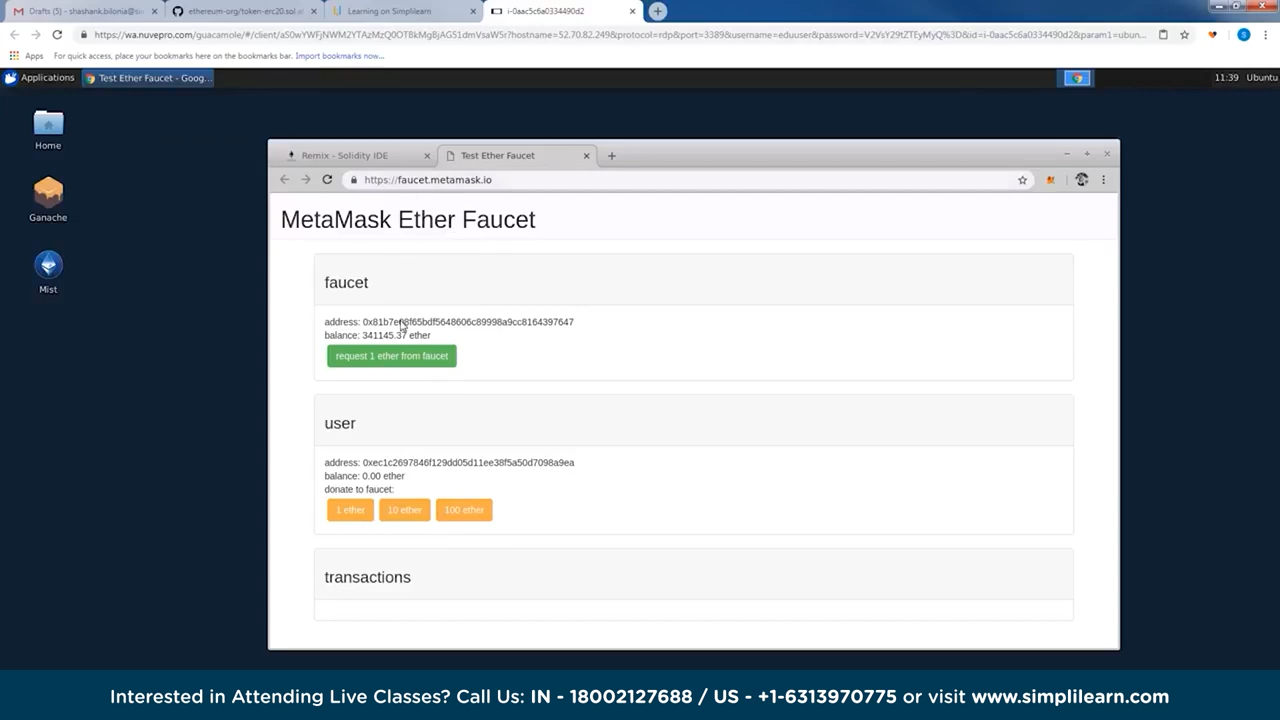 Drafts (5) - shashank.bilonia@si
ethereum-org/token-erc20.sol at
Learning on Simplilearn
i-0aac5c6a0334490d2
Apps
For quick access, place your bookmarks here on the bookmarks bar. Import bookmarks now...
Applications
Test Ether Faucet - Goog...
11:39
Ubuntu
Home
Ganache
Mist
Remix - Solidity IDE
Test Ether Faucet
https://faucet.metamask.io
MetaMask Ether Faucet
faucet
balance: 341145.37 ether
request 1 ether from faucet
user
address: 0xec1c2697846f129dd05d11ee38f5a50d7098a9ea
balance: 0.00 ether
donate to faucet:
1 ether 10 ether 100 ether
transactions
Interested in Attending Live Classes? Call Us: IN - 18002127688 / US - +1-6313970775 or visit www.simplilearn.com